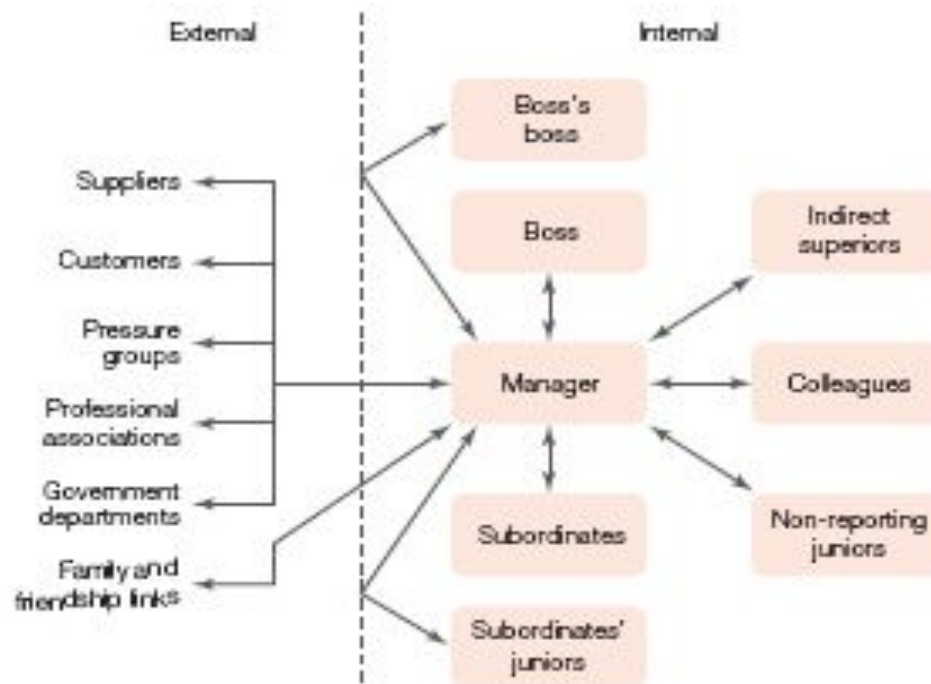 External
Internal
Suppliers
Customers
Pressure
groups
Professional
associations
Government
departments
Family and
friendship links
Boss's
boss
Boss
Manager
Subordinates
Subordinates'
juniors
Indirect
superiors
Colleagues
Non-reporting
juniors